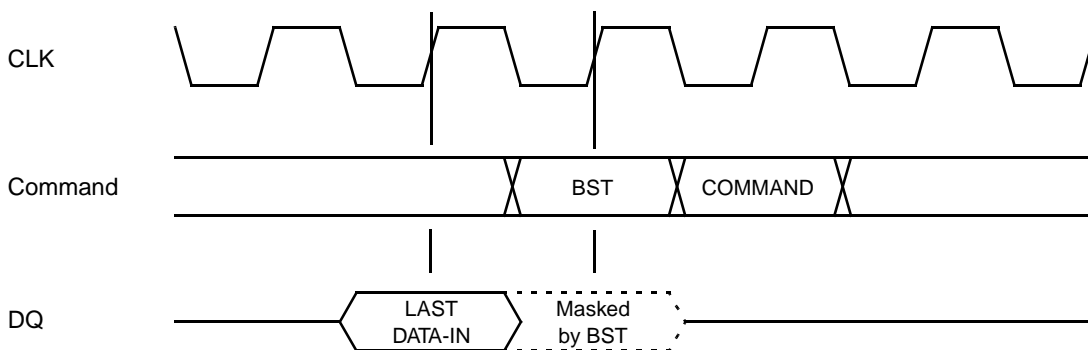 CLK
Command
BST
COMMAND
DQ
LAST
DATA-IN
Masked
by BST